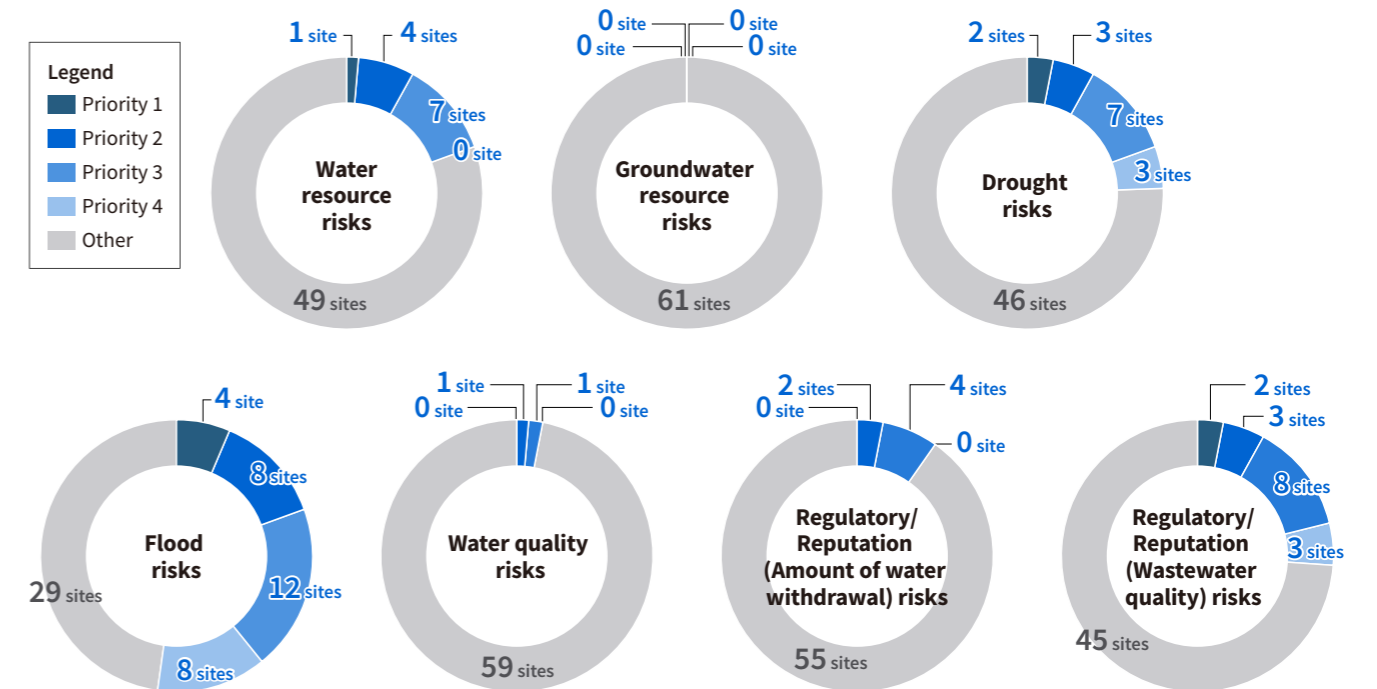 Legend
Priority 1
Priority 2
Priority 3
Priority 4
Other
1 site
4 sites
7 sites
0 site
Water
resource
risks
49 sites
0 site
0 site
0 site
0 site
Groundwater
resource
risks
61 sites
2 sites
3 sites
7 sites
3 sites
Drought
risks
46 sites
4 site
8 sites
12 sites
8 sites
29 sites
Flood
risks
1 site
1 site
0 site
0 site
Water quality
risks
59 sites
2 sites
4 sites
0 site
0 site
Regulatory/
Reputation
(Amount of water
withdrawal) risks
55 sites
2 sites
3 sites
8 sites
3 sites
Regulatory/
Reputation
(Wastewater
quality) risks
45 sites